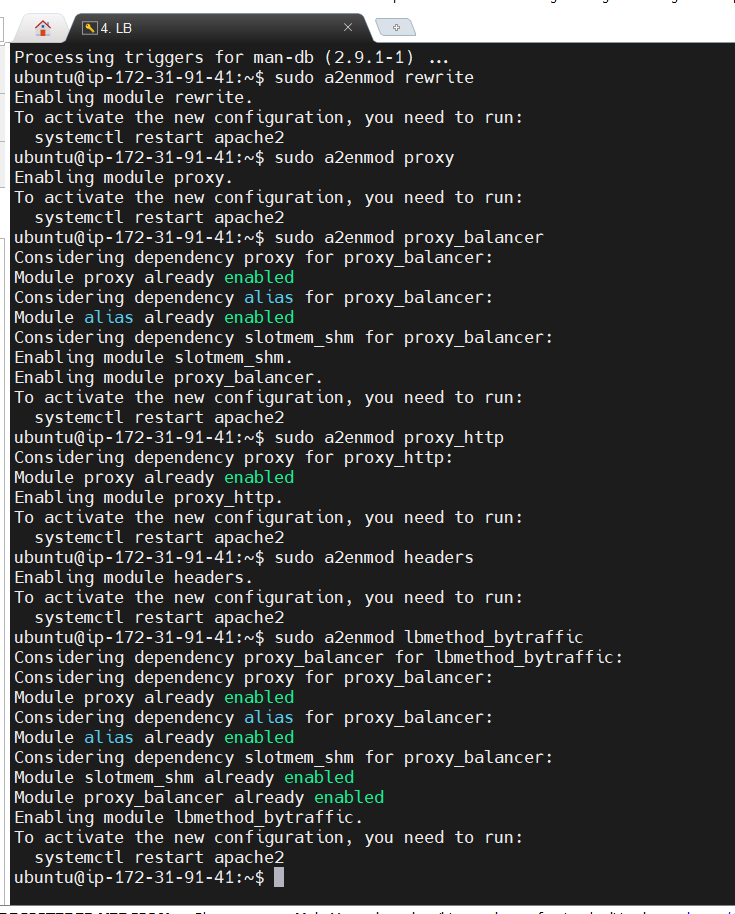 4. LB
Processing triggers for man-db (2.9.1-1) ...
ubuntu@ip-172-31-91-41:~$ sudo a2enmod rewrite
Enabling module rewrite.
To activate the new configuration, you need to run:
  systemctl restart apache2
ubuntu@ip-172-31-91-41:~$ sudo a2enmod proxy
Enabling module proxy.
To activate the new configuration, you need to run:
  systemctl restart apache2
ubuntu@ip-172-31-91-41:~$ sudo a2enmod proxy_balancer
Considering dependency proxy for proxy_balancer:
Module proxy already enabled
Considering dependency alias for proxy_balancer:
Module alias already enabled
Considering dependency slotmem_shm for proxy_balancer:
Enabling module slotmem_shm.
Enabling module proxy_balancer.
To activate the new configuration, you need to run:
  systemctl restart apache2
ubuntu@ip-172-31-91-41:~$ sudo a2enmod proxy_http
Considering dependency proxy for proxy_http:
Module proxy already enabled
Enabling module proxy_http.
To activate the new configuration, you need to run:
  systemctl restart apache2
ubuntu@ip-172-31-91-41:~$ sudo a2enmod headers
Enabling module headers.
To activate the new configuration, you need to run:
  systemctl restart apache2
ubuntu@ip-172-31-91-41:~$ sudo a2enmod lbmethod_bytraffic
Considering dependency proxy_balancer for lbmethod_bytraffic:
Considering dependency proxy for proxy_balancer:
Module proxy already enabled
Considering dependency alias for proxy_balancer:
Module alias already enabled
Considering dependency slotmem_shm for proxy_balancer:
Module slotmem_shm already enabled
Module proxy_balancer already enabled
Enabling module lbmethod_bytraffic.
To activate the new configuration, you need to run:
  systemctl restart apache2
ubuntu@ip-172-31-91-41:~$